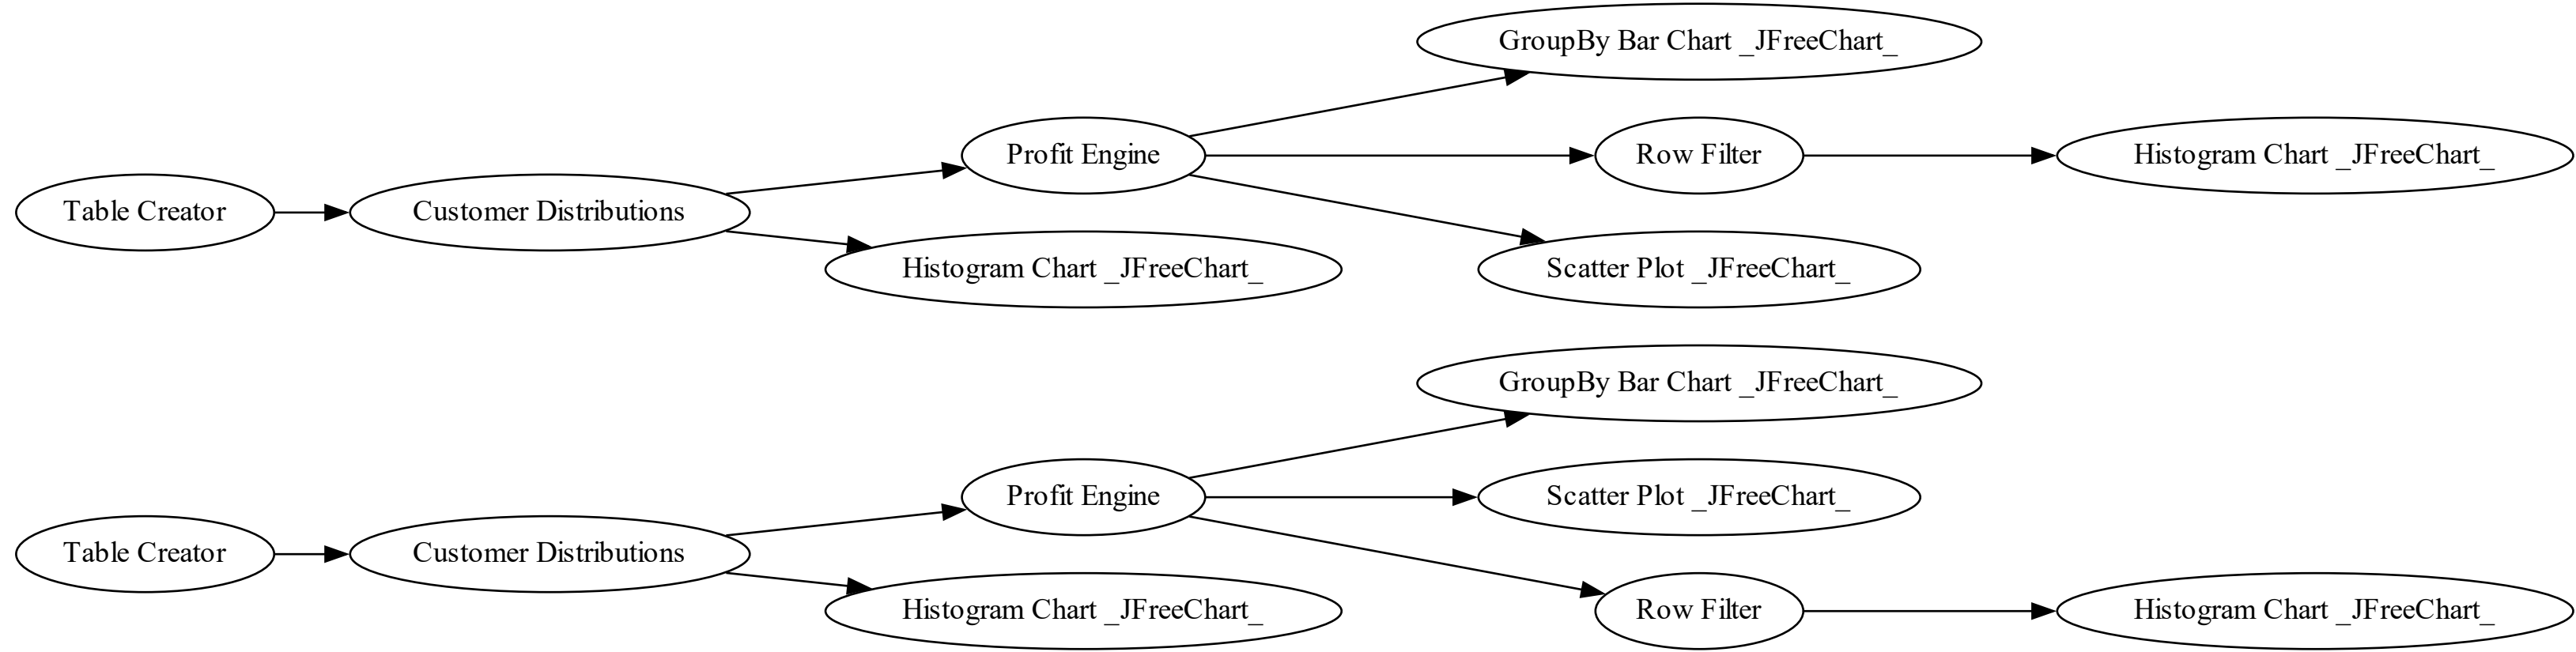 GroupBy Bar Chart _JFreeChart_
Profit Engine
Row Filter
Histogram Chart _JFreeChart_
Table Creator
Customer Distributions
Histogram Chart _JFreeChart_
Scatter Plot _JFreeChart_
GroupBy Bar Chart _JFreeChart_
Profit Engine
Scatter Plot _JFreeChart_
Table Creator
Customer Distributions
Histogram Chart _JFreeChart_
Row Filter
Histogram Chart _JFreeChart_